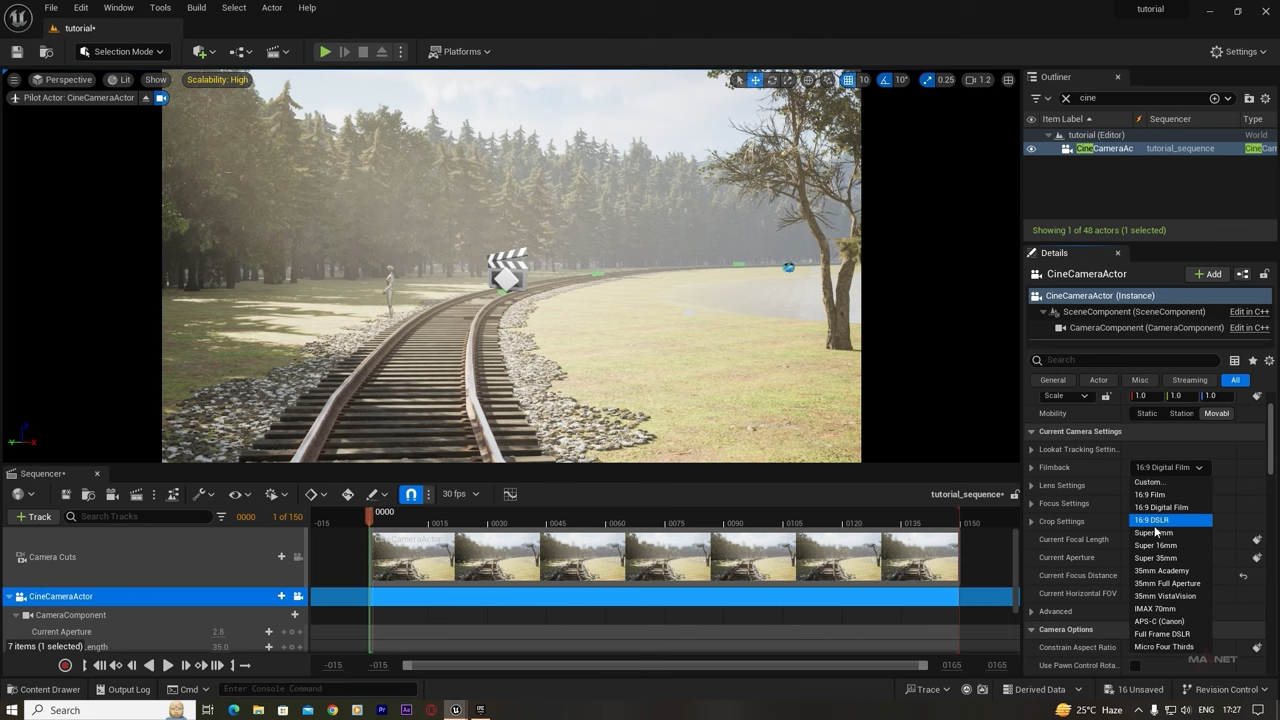 File Edit Window Tools Build Select Actor Help
tutorial
tutorial*
Selection Mode
Platforms
Settings
Perspective Lit Show Scalability: High
10 10° 0.25 1.2
Pilot Actor: CineCameraActor
Outliner
cine
Item Label Sequencer Type
tutorial (Editor) World
CineCameraAc tutorial_sequence CineCam
Showing 1 of 48 actors (1 selected)
Details
CineCameraActor
Add
CineCameraActor (Instance)
SceneComponent (SceneComponent) Edit in C++
CameraComponent (CameraComponent) Edit in C++
Search
General Actor Misc Streaming All
Scale 1.0 1.0 1.0
Mobility Static Station Movabl
Current Camera Settings
Lookat Tracking Settin...
Filmback 16:9 Digital Film
Lens Settings
Focus Settings
Crop Settings
Current Focal Length
Current Aperture
Current Focus Distance
Current Horizontal FOV
Advanced
Camera Options
Constrain Aspect Ratio
Use Pawn Control Rota...
Custom...
16:9 Film
16:9 Digital Film
16:9 DSLR
Super 16mm
Super 35mm
35mm Academy
35mm Full Aperture
35mm VistaVision
IMAX 70mm
APS-C (Canon)
Full Frame DSLR
Micro Four Thirds
Sequencer*
30 fps
tutorial_sequence*
Track
Search Tracks
0000 1 of 150
-015 0000 0015 0030 0045 0060 0075 0090 0105 0120 0135 0150
Camera Cuts
CineCameraActor
CineCameraActor
CameraComponent
Current Aperture 2.8
7 items (1 selected) Length 35.0
-015 -015 0165 0165
Content Drawer Output Log Cmd Enter Console Command
Trace Derived Data 16 Unsaved Revision Control
Search
25°C Haze ENG 17:27